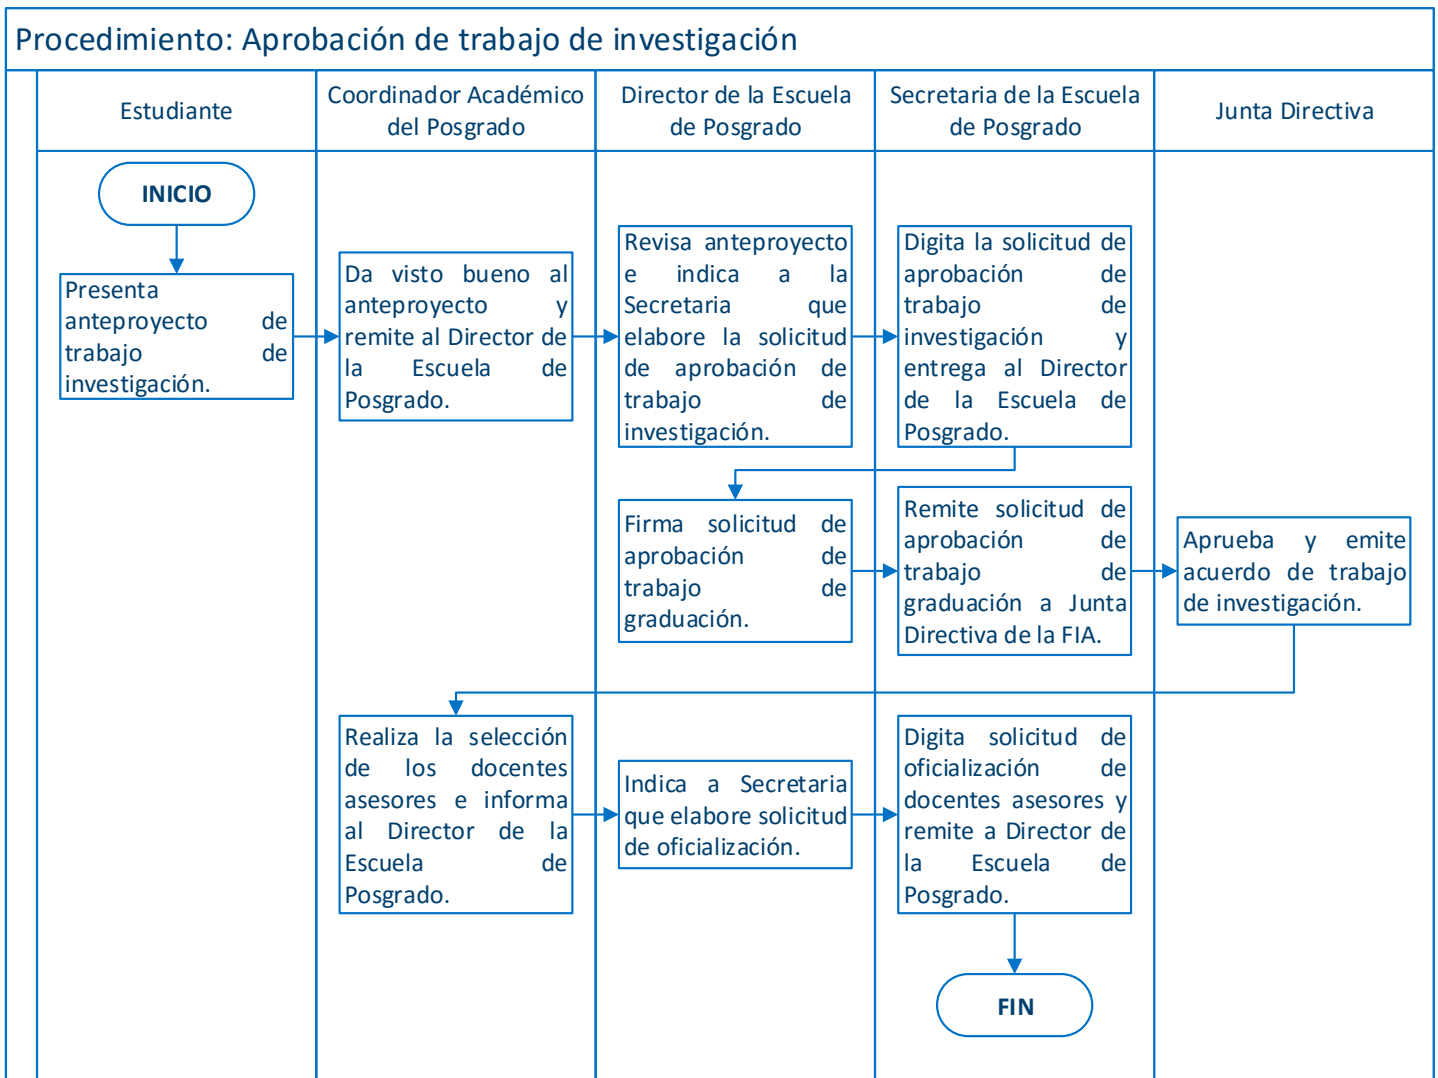 Procedimiento: Aprobación de trabajo de investigación
Estudiante
Coordinador Académico
del Posgrado
Director de la Escuela
de Posgrado
Secretaria de la Escuela
de Posgrado
Junta Directiva
INICIO
Presenta
anteproyecto de
trabajo de
investigación.
Da visto bueno al
anteproyecto y
remite al Director de
la Escuela de
Posgrado.
Revisa anteproyecto
e indica a la
Secretaria que
elabore la solicitud
de aprobación de
trabajo de
investigación.
Digita la solicitud de
aprobación de
trabajo de
investigación y
entrega al Director
de la Escuela de
Posgrado.
Firma solicitud de
aprobación de
trabajo de
graduación.
Remite solicitud de
aprobación de
trabajo de
graduación a Junta
Directiva de la FIA.
Aprueba y emite
acuerdo de trabajo
de investigación.
Realiza la selección
de los docentes
asesores e informa
al Director de la
Escuela de
Posgrado.
Indica a Secretaria
que elabore solicitud
de oficialización.
Digita solicitud de
oficialización de
docentes asesores y
remite a Director de
la Escuela de
Posgrado.
FIN